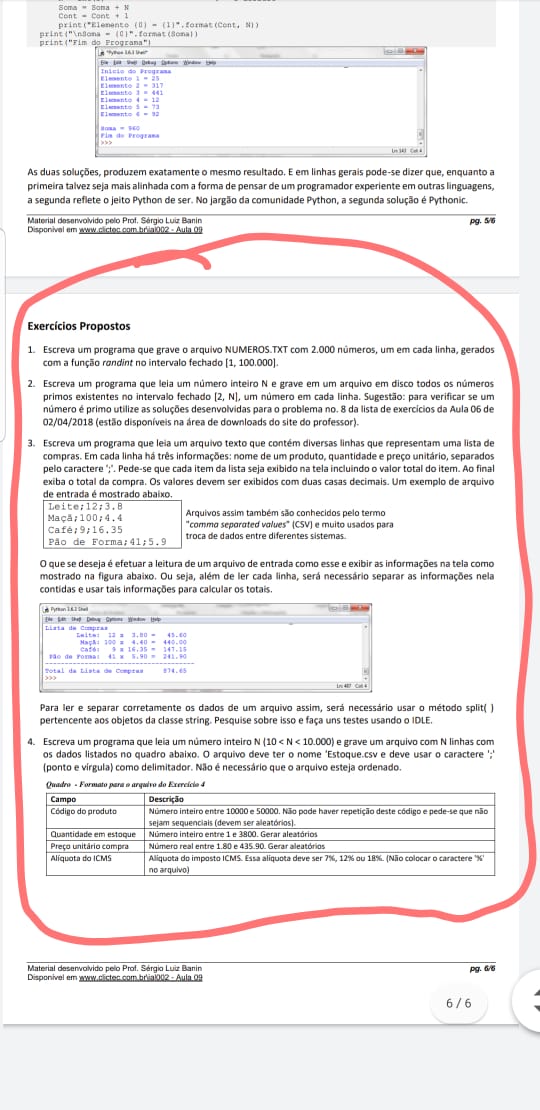 Soma = Soma + N
Cont = Cont + 1
print("Elemento {0} = {1}".format(Cont, N))
print("\nSoma = {0}".format(Soma))
print("Fim do Programa")
*Python 3.6.3 Shell*
File Edit Shell Debug Options Window Help
Início do Programa
Elemento 1 = 25
Elemento 2 = 317
Elemento 3 = 441
Elemento 4 = 12
Elemento 5 = 73
Elemento 6 = 92
Soma = 960
Fim do Programa
>>>
Ln: 143 Col: 4
As duas soluções, produzem exatamente o mesmo resultado. E em linhas gerais pode-se dizer que, enquanto a
primeira talvez seja mais alinhada com a forma de pensar de um programador experiente em outras linguagens,
a segunda reflete o jeito Python de ser. No jargão da comunidade Python, a segunda solução é Pythonic.
Material desenvolvido pelo Prof. Sérgio Luiz Banin pg. 5/6
Disponível em www.clictec.com.br/ial002 - Aula 09
Exercícios Propostos
1. Escreva um programa que grave o arquivo NUMEROS.TXT com 2.000 números, um em cada linha, gerados
com a função randint no intervalo fechado [1, 100.000].
2. Escreva um programa que leia um número inteiro N e grave em um arquivo em disco todos os números
primos existentes no intervalo fechado [2, N], um número em cada linha. Sugestão: para verificar se um
número é primo utilize as soluções desenvolvidas para o problema no. 8 da lista de exercícios da Aula 06 de
02/04/2018 (estão disponíveis na área de downloads do site do professor).
3. Escreva um programa que leia um arquivo texto que contém diversas linhas que representam uma lista de
compras. Em cada linha há três informações: nome de um produto, quantidade e preço unitário, separados
pelo caractere ';'. Pede-se que cada item da lista seja exibido na tela incluindo o valor total do item. Ao final
exiba o total da compra. Os valores devem ser exibidos com duas casas decimais. Um exemplo de arquivo
de entrada é mostrado abaixo.
Leite;12;3.8
Maçã;100;4.4
Café;9;16.35
Pão de Forma;41;5.9
Arquivos assim também são conhecidos pelo termo
"comma separated values" (CSV) e muito usados para
troca de dados entre diferentes sistemas.
O que se deseja é efetuar a leitura de um arquivo de entrada como esse e exibir as informações na tela como
mostrado na figura abaixo. Ou seja, além de ler cada linha, será necessário separar as informações nela
contidas e usar tais informações para calcular os totais.
Python 3.6.3 Shell
File Edit Shell Debug Options Window Help
Lista de Compras
Leite: 12 x 3.80 = 45.60
Maçã: 100 x 4.40 = 440.00
Café: 9 x 16.35 = 147.15
Pão de Forma: 41 x 5.90 = 241.90
Total da Lista de Compras 874.65
>>>
Ln: 487 Col: 4
Para ler e separar corretamente os dados de um arquivo assim, será necessário usar o método split( )
pertencente aos objetos da classe string. Pesquise sobre isso e faça uns testes usando o IDLE.
4. Escreva um programa que leia um número inteiro N (10 < N < 10.000) e grave um arquivo com N linhas com
os dados listados no quadro abaixo. O arquivo deve ter o nome 'Estoque.csv e deve usar o caractere ';'
(ponto e vírgula) como delimitador. Não é necessário que o arquivo esteja ordenado.
Quadro - Formato para o arquivo do Exercício 4
Campo Descrição
Código do produto Número inteiro entre 10000 e 50000. Não pode haver repetição deste código e pede-se que não
sejam sequenciais (devem ser aleatórios).
Quantidade em estoque Número inteiro entre 1 e 3800. Gerar aleatórios
Preço unitário compra Número real entre 1.80 e 435.90. Gerar aleatórios
Alíquota do ICMS Alíquota do imposto ICMS. Essa alíquota deve ser 7%, 12% ou 18%. (Não colocar o caractere '%'
no arquivo)
Material desenvolvido pelo Prof. Sérgio Luiz Banin pg. 6/6
Disponível em www.clictec.com.br/ial002 - Aula 09
6 / 6